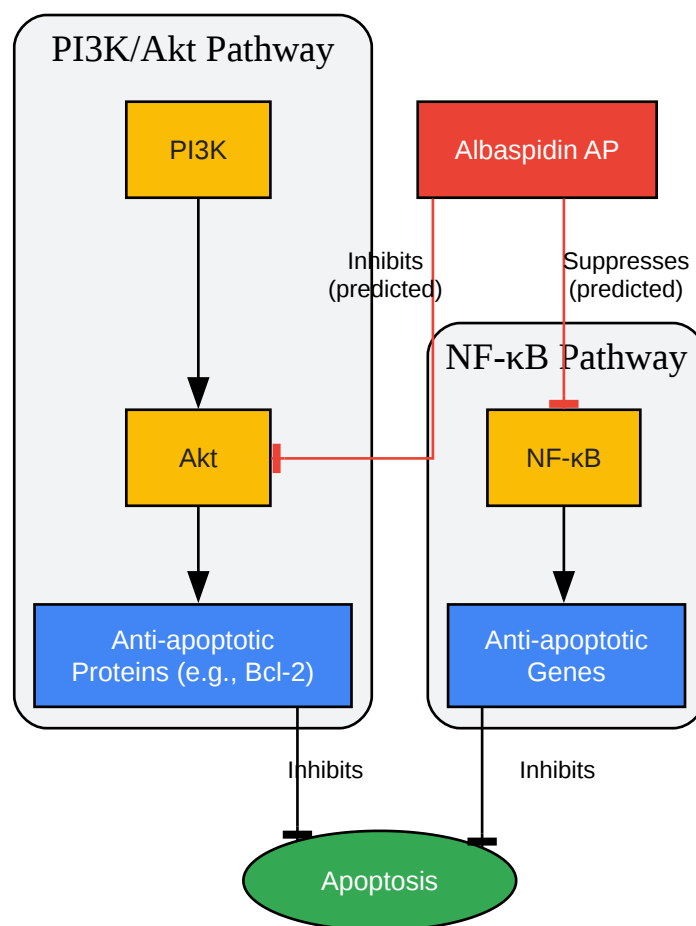 PI3K/Akt Pathway
PI3K
Albaspidin AP
Inhibits
(predicted)
Suppresses
(predicted)
NF-κB Pathway
Akt
NF-κB
Anti-apoptotic
Proteins (e.g., Bcl-2)
Anti-apoptotic
Genes
Inhibits
Inhibits
Apoptosis